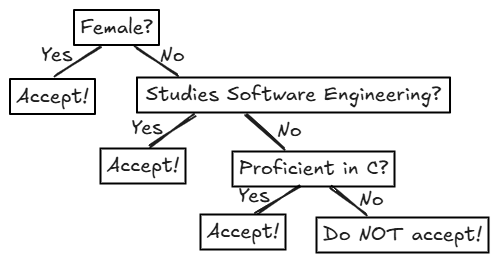 Female?
Yes
No
Accept!
Studies Software Engineering?
Yes
No
Accept!
Proficient in C?
Yes
No
Accept!
Do NOT accept!